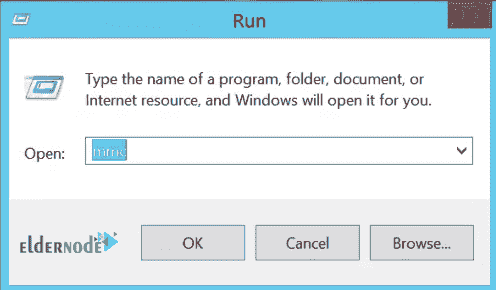 Run
Type the name of a program, folder, document, or
Internet resource, and Windows will open it for you.
Open: mmc
eldernode OK Cancel Browse...